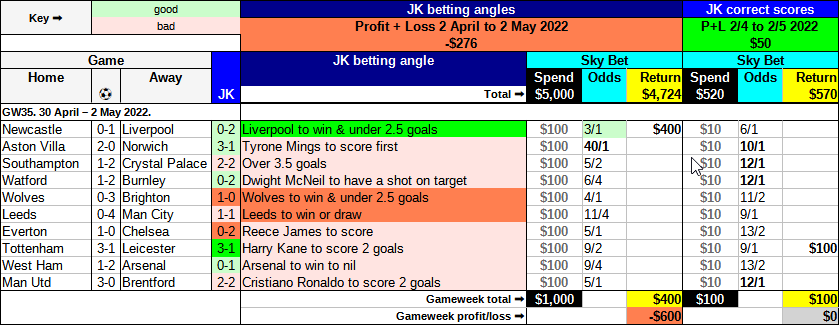 Key ➡ good JK betting angles JK correct scores
bad Profit + Loss 2 April to 2 May 2022 P+L 2/4 to 2/5 2022
-$276 $50
Game JK betting angle Sky Bet Sky Bet
Home Away JK Spend Odds Return Spend Odds Return
Total ➡ $5,000 $4,724 $520 $570
GW35. 30 April – 2 May 2022.
Newcastle 0-1 Liverpool 0-2 Liverpool to win & under 2.5 goals $100 3/1 $400 $10 6/1
Aston Villa 2-0 Norwich 3-1 Tyrone Mings to score first $100 40/1 $10 10/1
Southampton 1-2 Crystal Palace 2-2 Over 3.5 goals $100 5/2 $10 12/1
Watford 1-2 Burnley 0-2 Dwight McNeil to have a shot on target $100 6/4 $10 12/1
Wolves 0-3 Brighton 1-0 Wolves to win & under 2.5 goals $100 4/1 $10 11/2
Leeds 0-4 Man City 1-1 Leeds to win or draw $100 11/4 $10 9/1
Everton 1-0 Chelsea 0-2 Reece James to score $100 5/1 $10 13/2
Tottenham 3-1 Leicester 3-1 Harry Kane to score 2 goals $100 9/2 $10 9/1 $100
West Ham 1-2 Arsenal 0-1 Arsenal to win to nil $100 9/4 $10 13/2
Man Utd 3-0 Brentford 2-2 Cristiano Ronaldo to score 2 goals $100 5/1 $10 12/1
Gameweek total ➡ $1,000 $400 $100 $100
Gameweek profit/loss ➡ -$600 $0